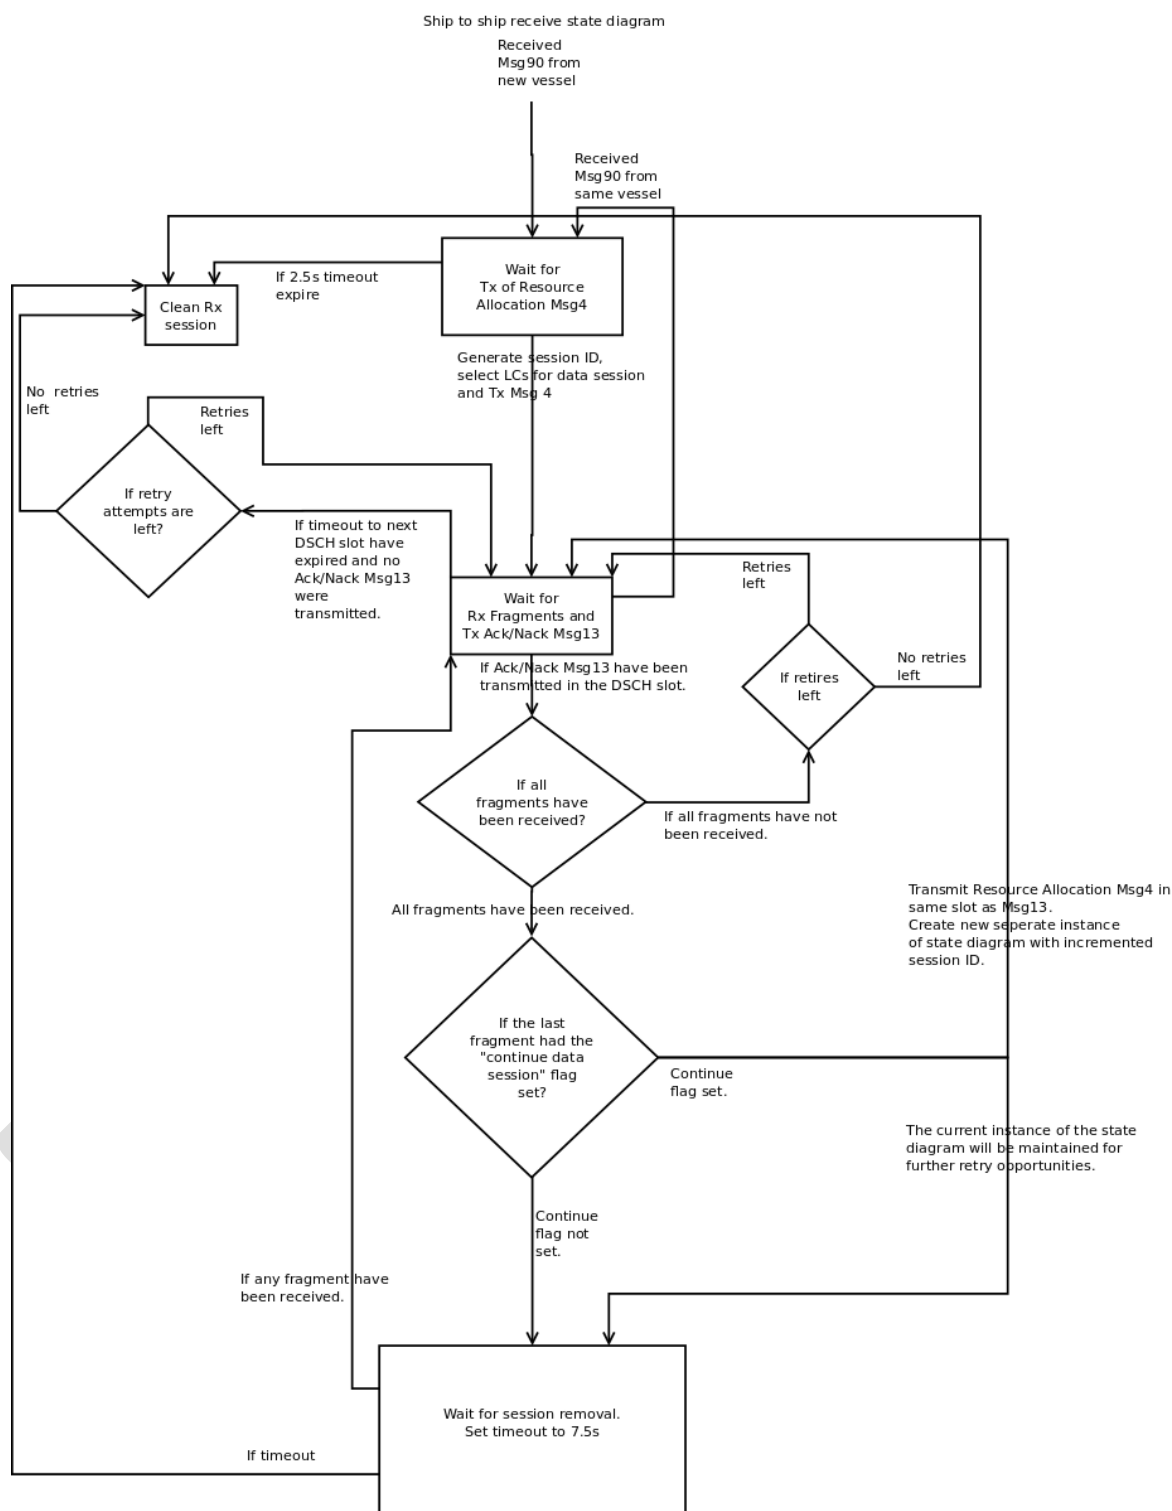 Ship to ship receive state diagram
Received
Msg90 from
new vessel
Received
Msg90 from
same vessel
Wait for
Tx of Resource
Allocation Msg4
If 2.5s timeout
expire
Clean Rx
session
Generate session ID,
select LCs for data session
and Tx Msg 4
No  retries
left
Retries
left
If retry
attempts are
left?
If timeout to next
DSCH slot have
expired and no
Ack/Nack Msg13
were
transmitted.
Wait for
Rx Fragments and
Tx Ack/Nack Msg13
Retries
left
If Ack/Nack Msg13 have been
transmitted in the DSCH slot.
If retires
left
No retries
left
If all
fragments have
been received?
If all fragments have not
been received.
All fragments have been received.
Transmit Resource Allocation Msg4 in
same slot as Msg13.
Create new seperate instance
of state diagram with incremented
session ID.
If the last
fragment had the
"continue data
session" flag
set?
Continue
flag set.
The current instance of the state
diagram will be maintained for
further retry opportunities.
Continue
flag not
set.
If any fragment have
been received.
Wait for session removal.
Set timeout to 7.5s
If timeout